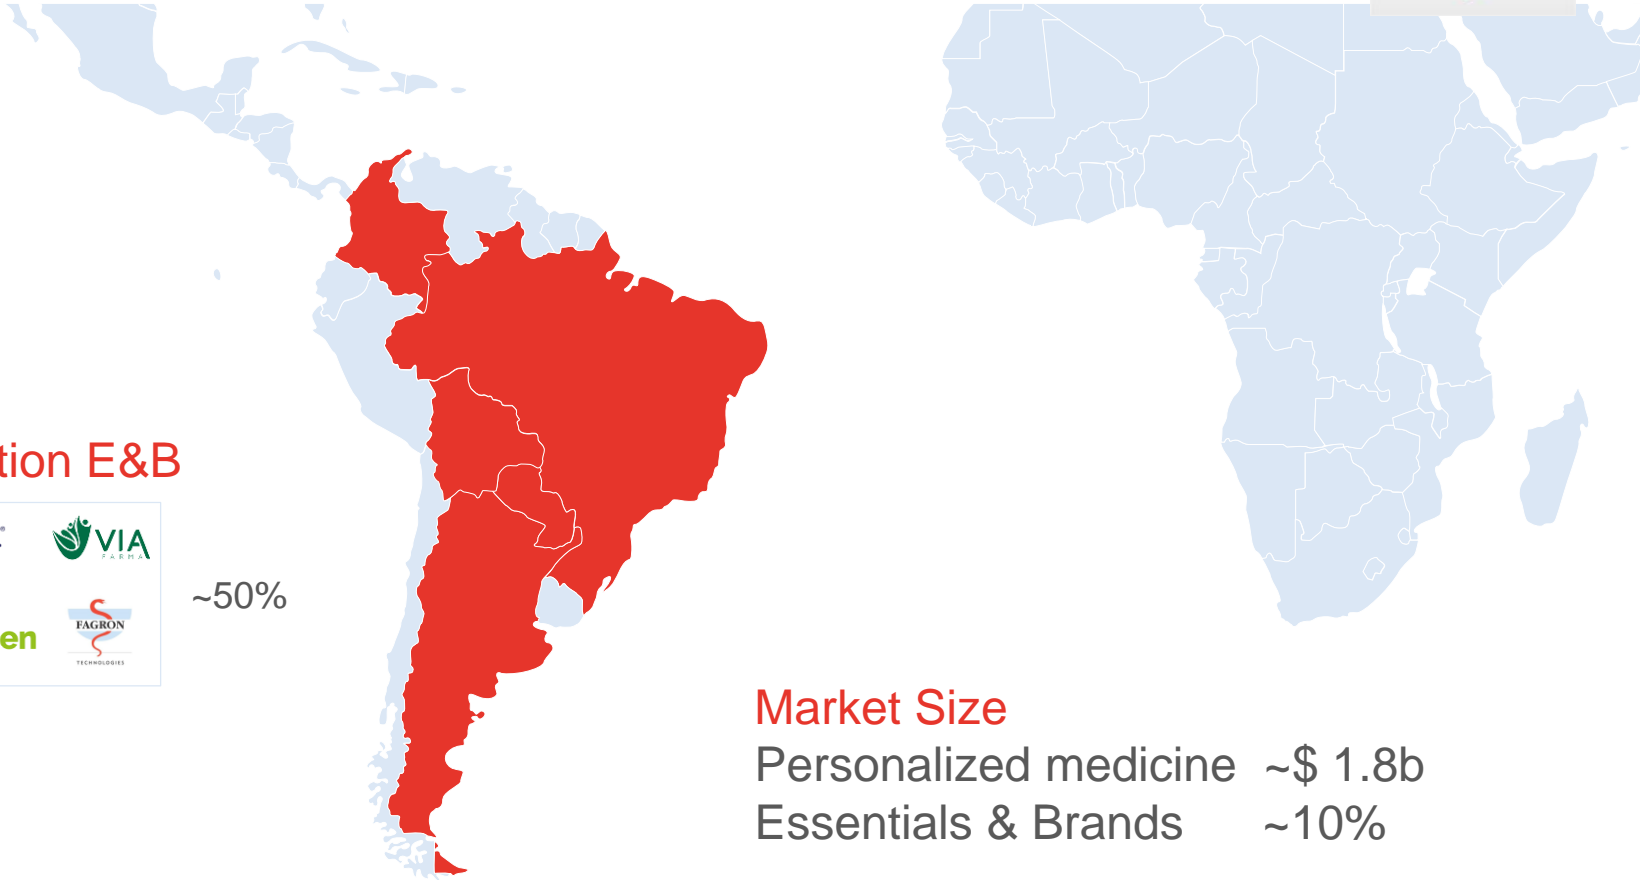 tion E&B
VIA
FARMA
~50%
en
FAGRON
TECHNOLOGIES
Market Size
Personalized medicine ~$ 1.8b
Essentials & Brands ~10%